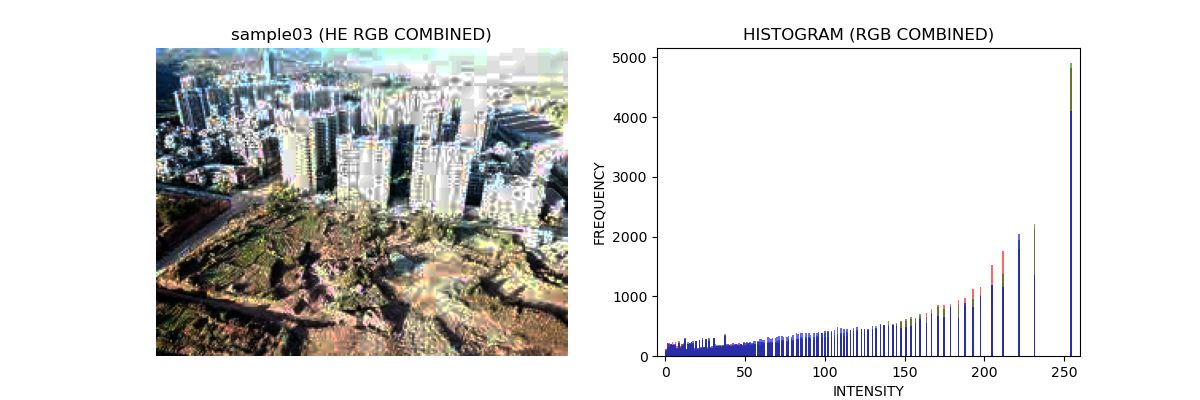 sample03 (HE RGB COMBINED)
HISTOGRAM (RGB COMBINED)
FREQUENCY
5000
4000
3000
2000
1000
0
0 50 100 150 200 250
INTENSITY